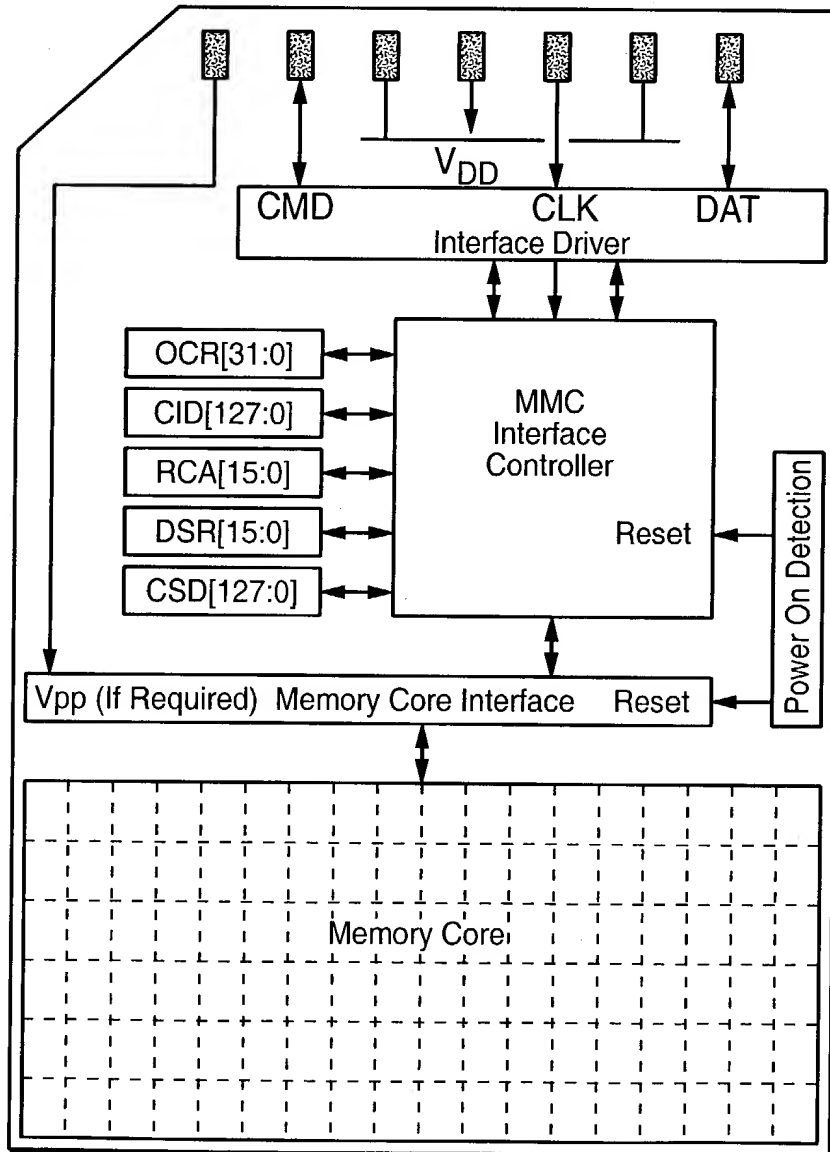 VDD
CMD CLK DAT
Interface Driver
OCR[31:0]
CID[127:0]
RCA[15:0]
DSR[15:0]
CSD[127:0]
MMC
Interface
Controller
Reset
Power On Detection
Vpp (If Required) Memory Core Interface Reset
Memory Core